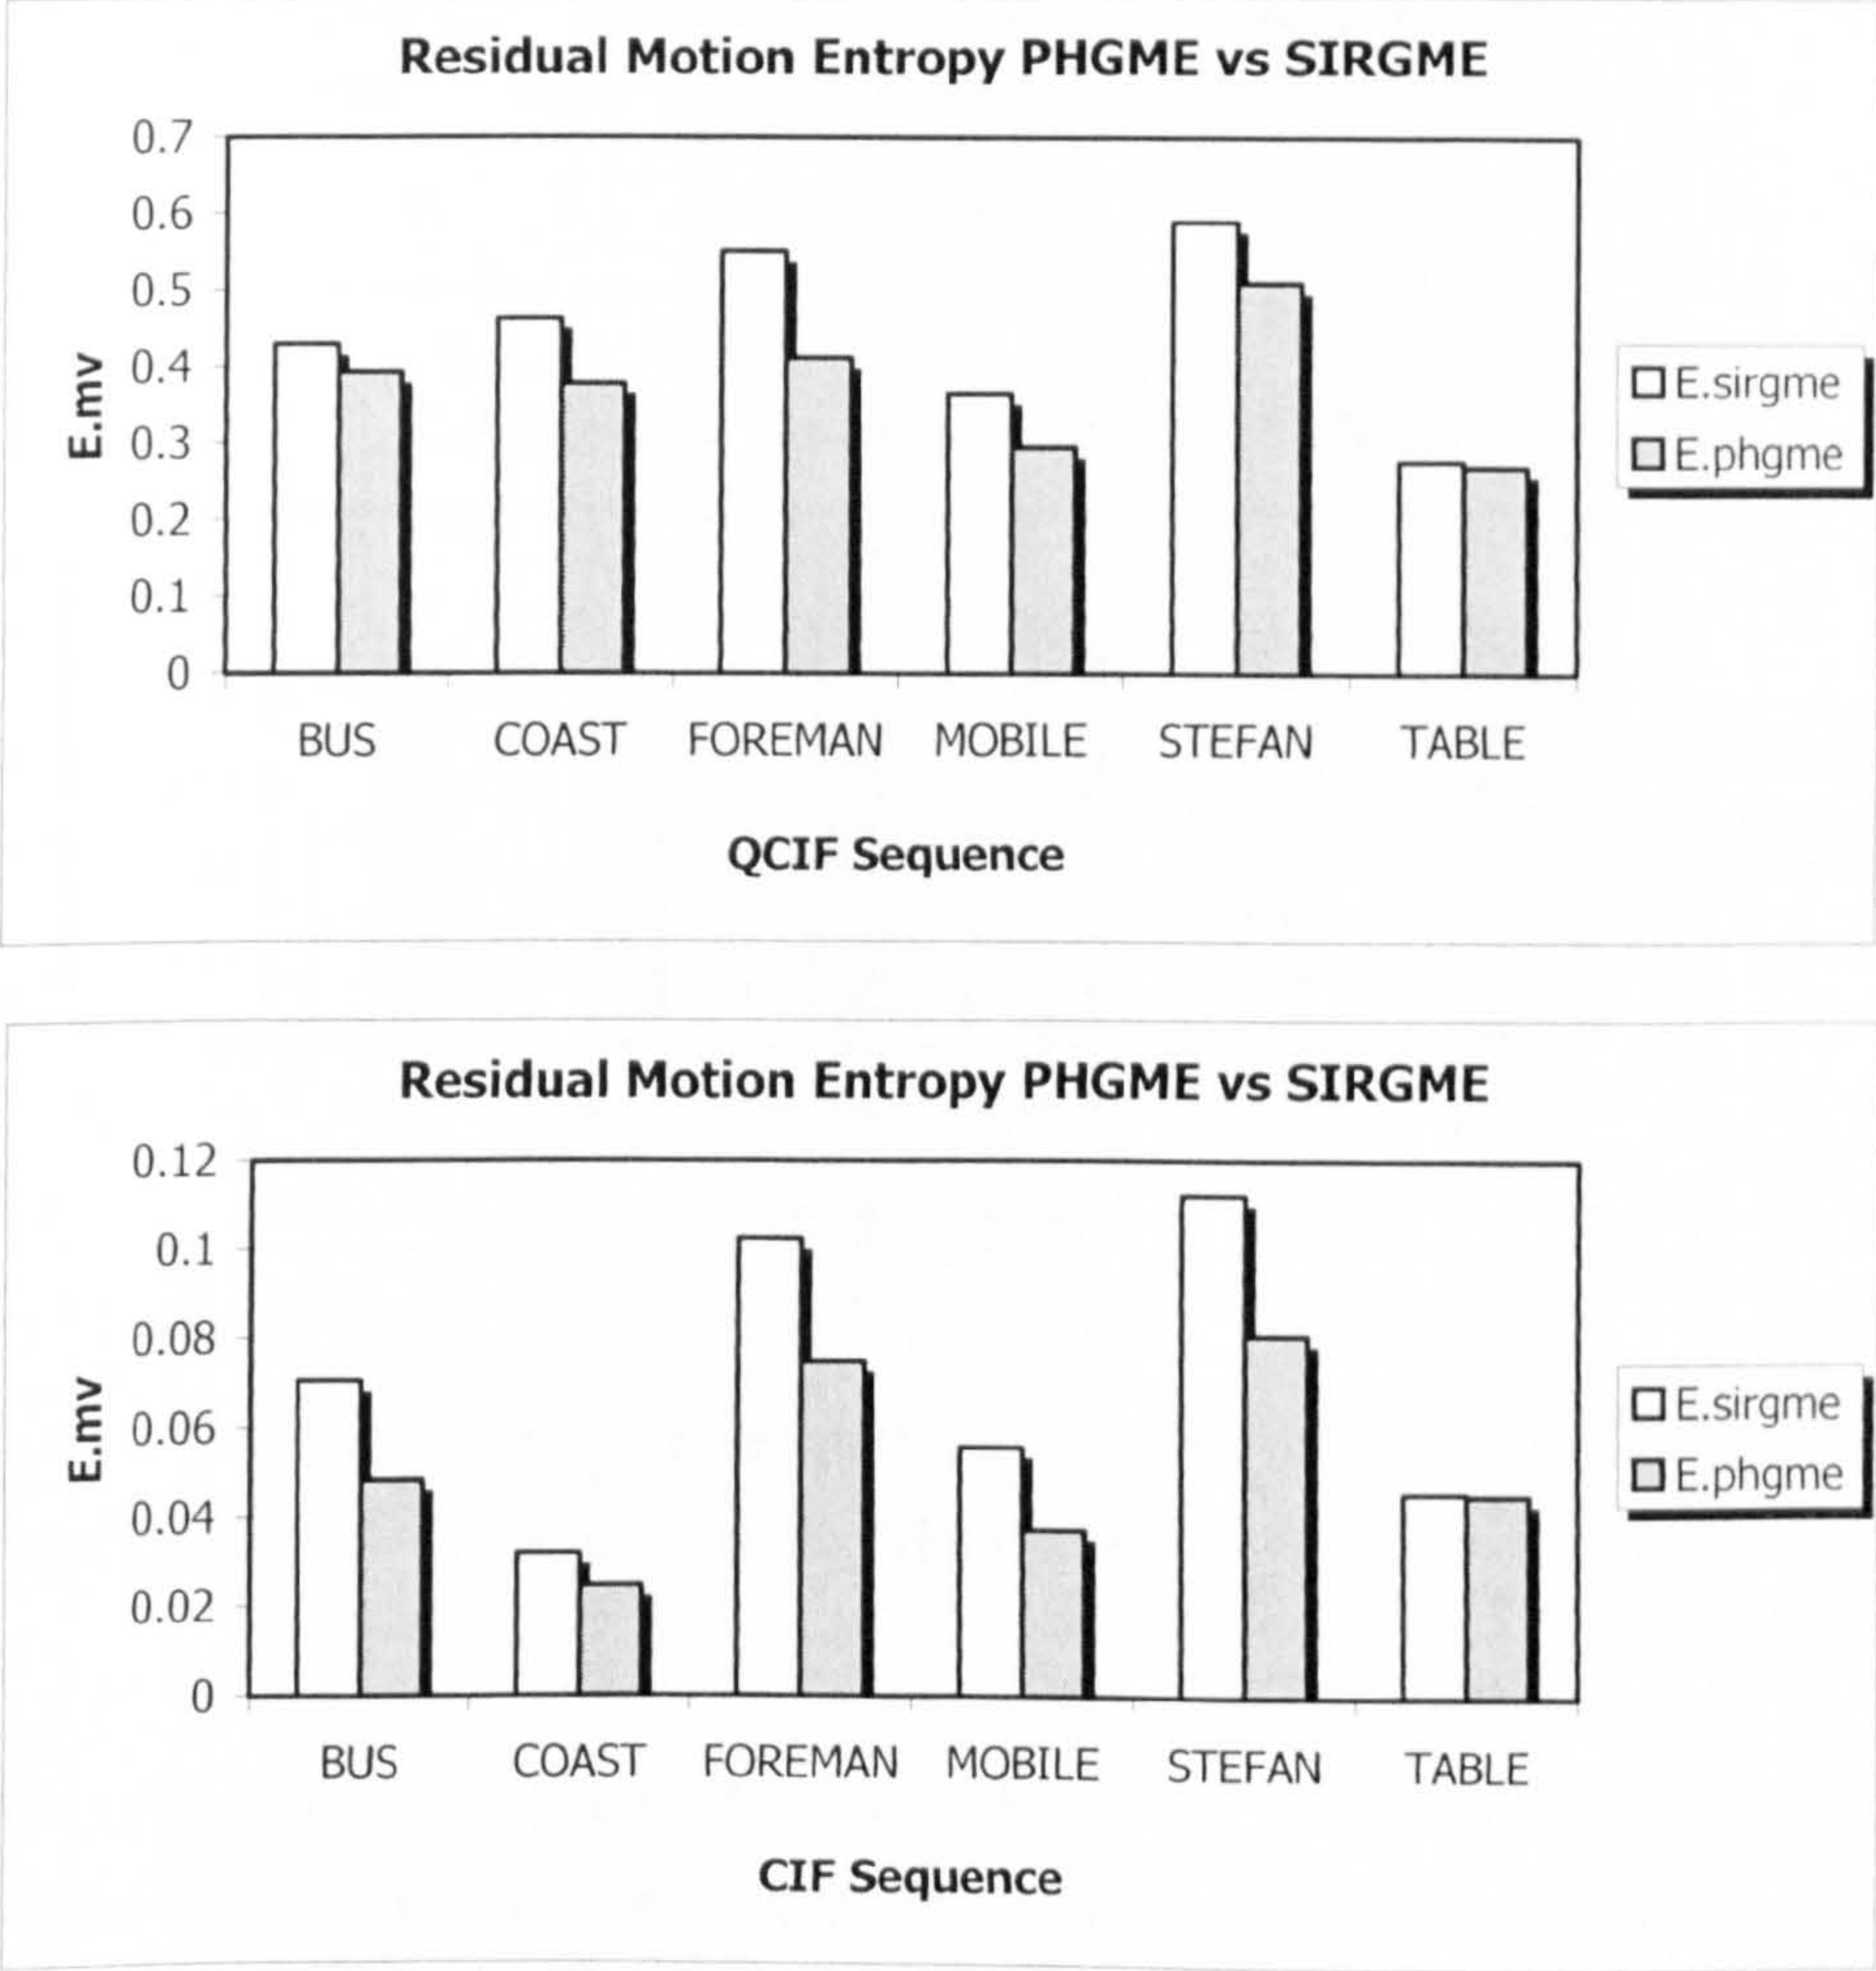 Residual Motion Entropy PHGME vs SIRGME
0.7
0.6
0.5
0.4
0.3
0.2
0.1
0
E.mv
BUS COAST FOREMAN MOBILE STEFAN TABLE
QCIF Sequence
E.sirgme
E.phgme
Residual Motion Entropy PHGME vs SIRGME
0.12
0.1
0.08
0.06
0.04
0.02
0
E.mv
BUS COAST FOREMAN MOBILE STEFAN TABLE
CIF Sequence
E.sirgme
E.phgme